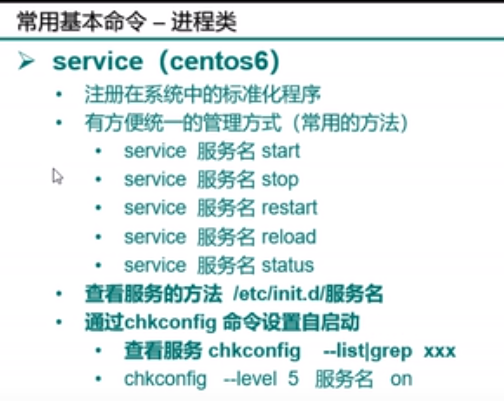 常用基本命令 – 进程类
➢ service（centos6）
• 注册在系统中的标准化程序
• 有方便统一的管理方式（常用的方法）
• service 服务名 start
• service 服务名 stop
• service 服务名 restart
• service 服务名 reload
• service 服务名 status
• 查看服务的方法 /etc/init.d/服务名
• 通过chkconfig 命令设置自启动
• 查看服务 chkconfig --list|grep xxx
• chkconfig --level 5 服务名 on